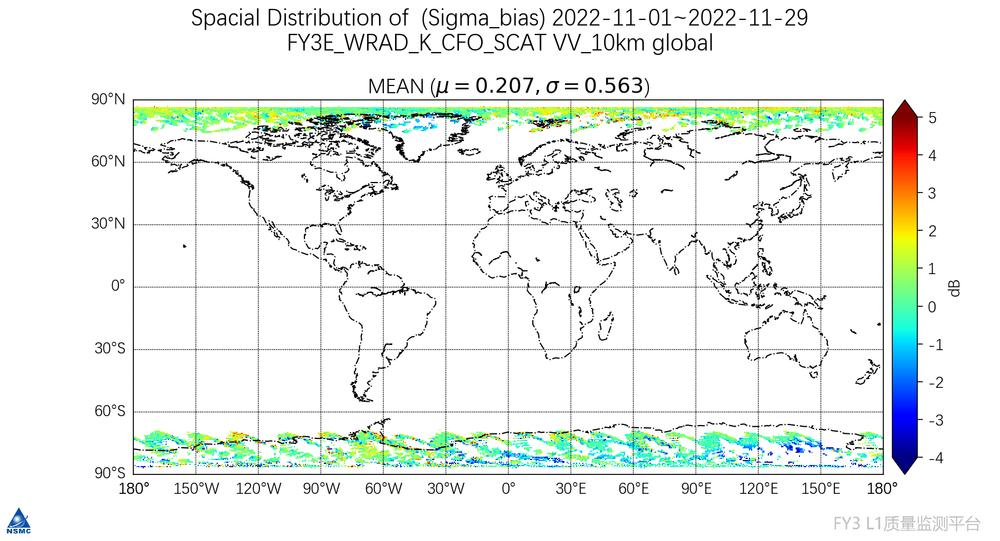 Spacial Distribution of  (Sigma_bias) 2022-11-01~2022-11-29
FY3E_WRAD_K_CFO_SCAT VV_10km global
MEAN (μ = 0.207, σ = 0.563)
90°N
60°N
30°N
0°
30°S
60°S
90°S
180°
150°W
120°W
90°W
60°W
30°W
0°
30°E
60°E
90°E
120°E
150°E
180°
5
4
3
2
1
0
-1
-2
-3
-4
dB
NSMC
FY3 L1质量监测平台